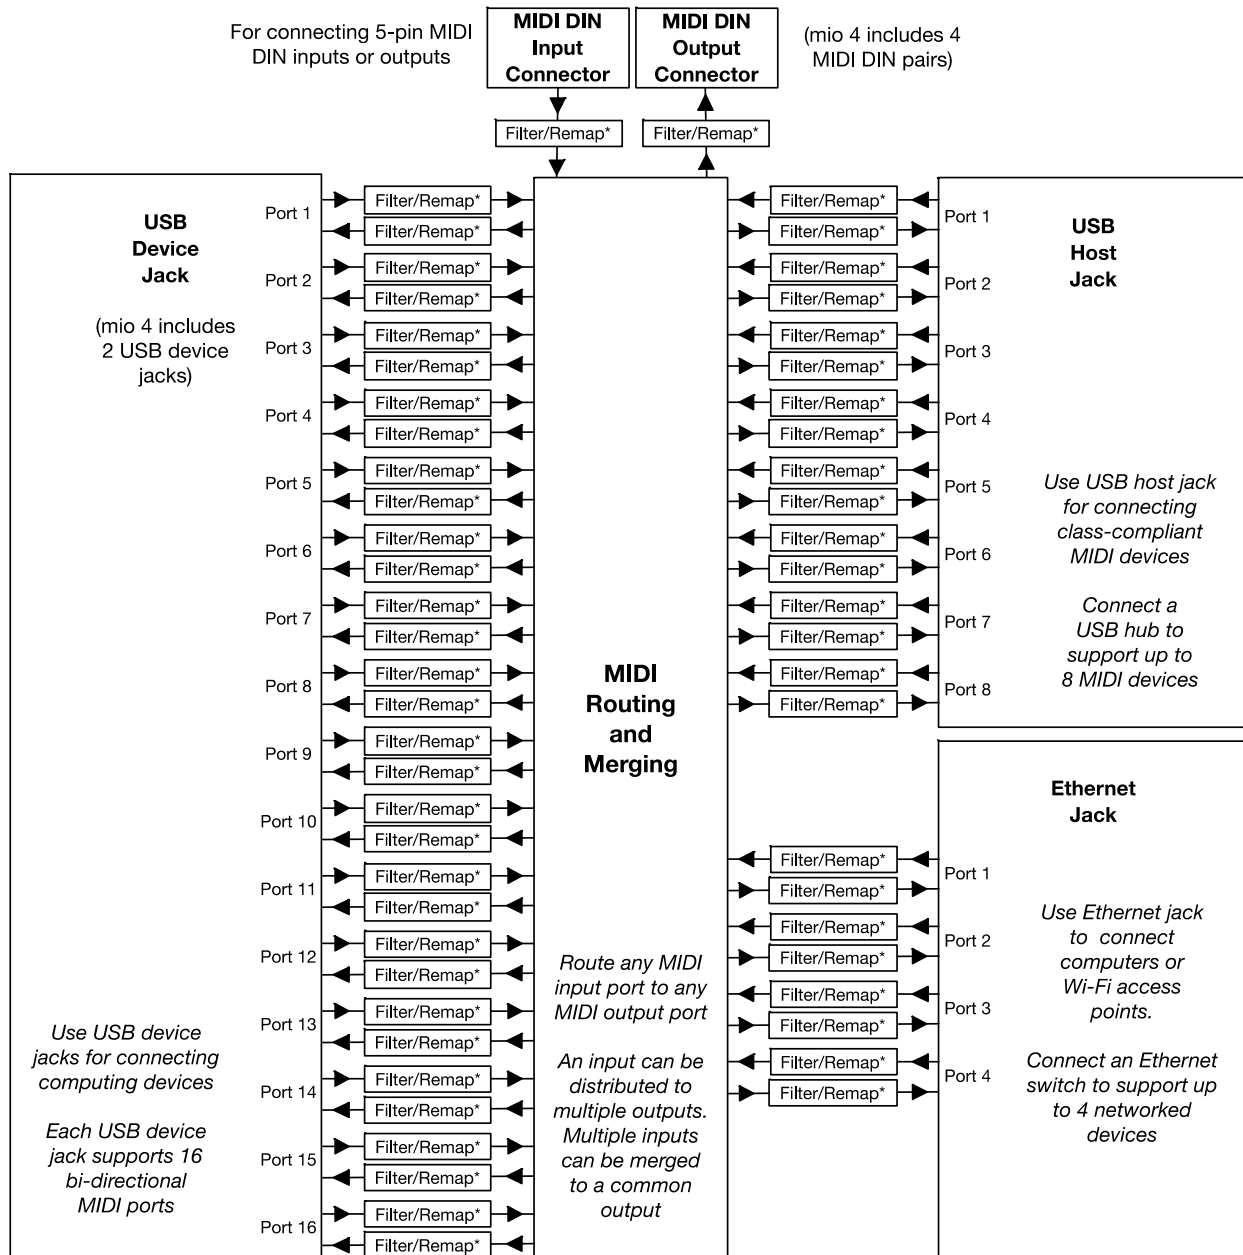 For connecting 5-pin MIDI
DIN inputs or outputs
MIDI DIN
Input
Connector
MIDI DIN
Output
Connector
(mio 4 includes 4
MIDI DIN pairs)
Filter/Remap*
Filter/Remap*
USB
Device
Jack
(mio 4 includes
2 USB device
jacks)
Use USB device
jacks for connecting
computing devices
Each USB device
jack supports 16
bi-directional
MIDI ports
Port 1
Filter/Remap*
Filter/Remap*
Port 2
Filter/Remap*
Filter/Remap*
Port 3
Filter/Remap*
Filter/Remap*
Port 4
Filter/Remap*
Filter/Remap*
Port 5
Filter/Remap*
Filter/Remap*
Port 6
Filter/Remap*
Filter/Remap*
Port 7
Filter/Remap*
Filter/Remap*
Port 8
Filter/Remap*
Filter/Remap*
Port 9
Filter/Remap*
Filter/Remap*
Port 10
Filter/Remap*
Filter/Remap*
Port 11
Filter/Remap*
Filter/Remap*
Port 12
Filter/Remap*
Filter/Remap*
Port 13
Filter/Remap*
Filter/Remap*
Port 14
Filter/Remap*
Filter/Remap*
Port 15
Filter/Remap*
Filter/Remap*
Port 16
Filter/Remap*
Filter/Remap*
MIDI
Routing
and
Merging
Route any MIDI
input port to any
MIDI output port
An input can be
distributed to
multiple outputs.
Multiple inputs
can be merged
to a common
output
Filter/Remap*
Filter/Remap*
Port 1
Filter/Remap*
Filter/Remap*
Port 2
Filter/Remap*
Filter/Remap*
Port 3
Filter/Remap*
Filter/Remap*
Port 4
Filter/Remap*
Filter/Remap*
Port 5
Filter/Remap*
Filter/Remap*
Port 6
Filter/Remap*
Filter/Remap*
Port 7
Filter/Remap*
Filter/Remap*
Port 8
USB
Host
Jack
Use USB host jack
for connecting
class-compliant
MIDI devices
Connect a
USB hub to
support up to
8 MIDI devices
Filter/Remap*
Filter/Remap*
Port 1
Filter/Remap*
Filter/Remap*
Port 2
Filter/Remap*
Filter/Remap*
Port 3
Filter/Remap*
Filter/Remap*
Port 4
Ethernet
Jack
Use Ethernet jack
to connect
computers or
Wi-Fi access
points.
Connect an Ethernet
switch to support up
to 4 networked
devices